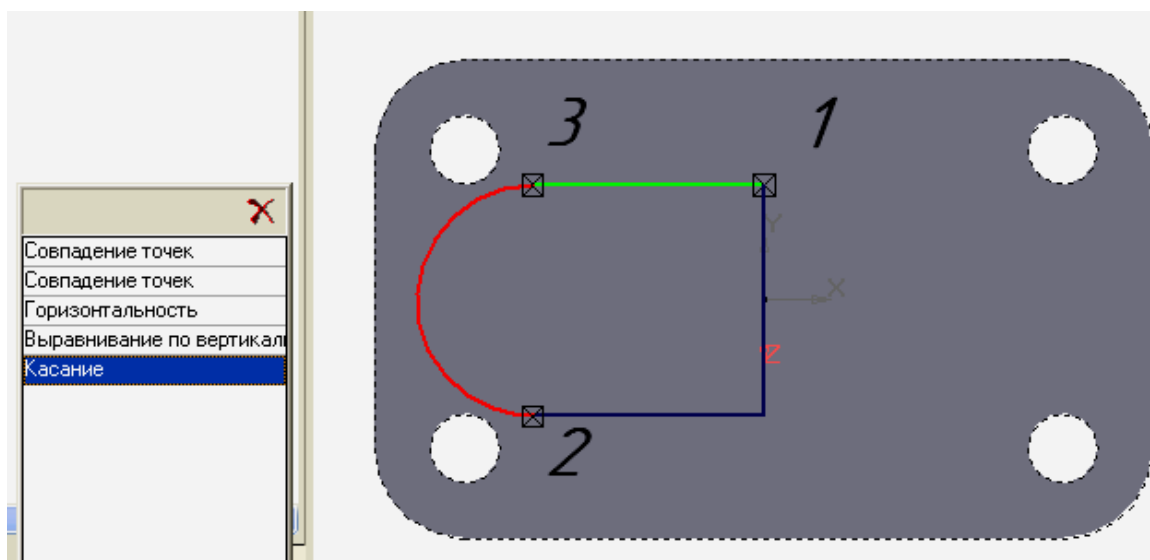 Совпадение точек
Совпадение точек
Горизонтальность
Выравнивание по вертикал
Касание
3
1
Y
X
Z
2